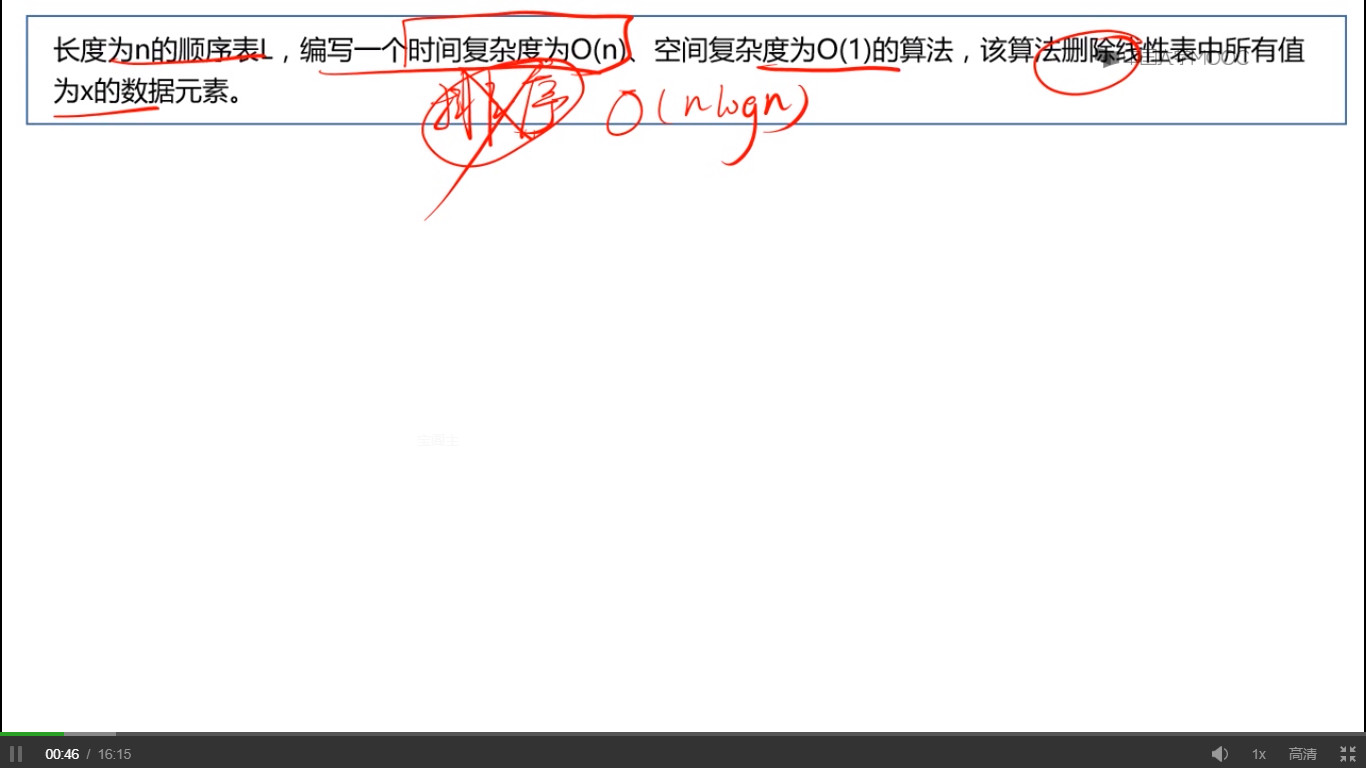 长度为n的顺序表L，编写一个时间复杂度为O(n)、空间复杂度为O(1)的算法，该算法删除线性表中所有值
为x的数据元素。
排序 O(nlogn)
00:46 / 16:15 1x 高清